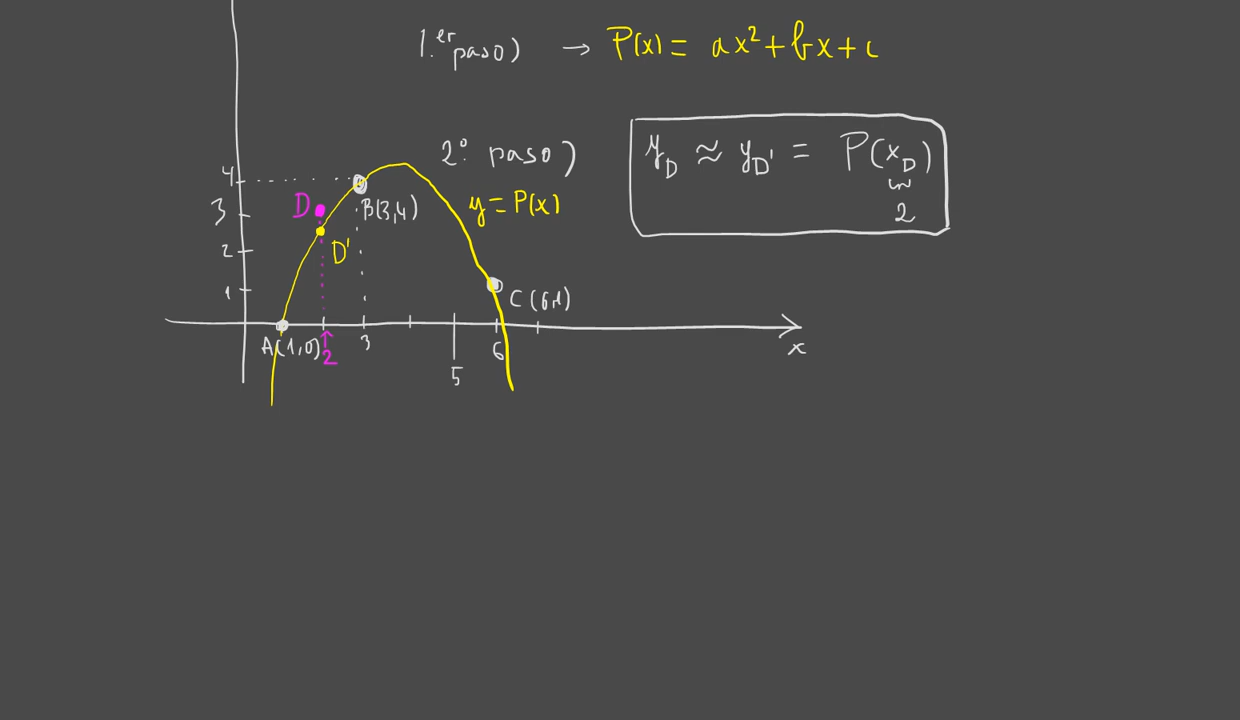 1.er paso) → P(x) = ax²+bx+c
2º paso)
y_D ≈ y_D' = P(x_D)
2
4
3
2
1
D
D'
B(3,4)
y = P(x)
C (6,1)
A(1,0)
2
3
5
6
x